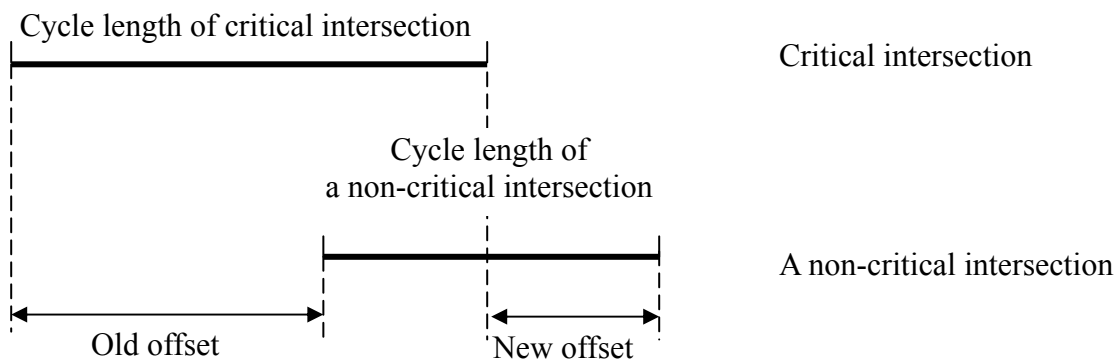 Cycle length of critical intersection
Critical intersection
Cycle length of
a non-critical intersection
A non-critical intersection
Old offset
New offset